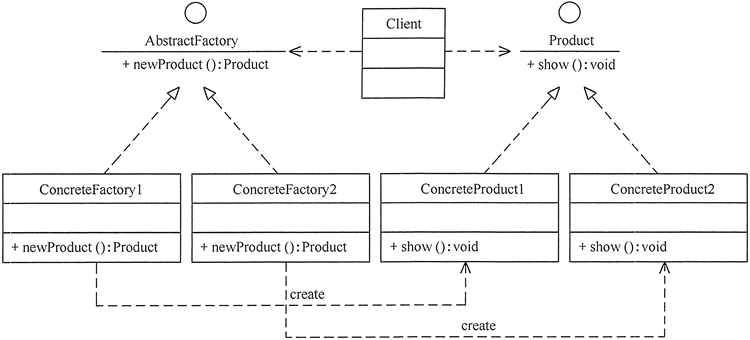 Client
AbstractFactory
Product
+ newProduct (): Product
+ show (): void
ConcreteFactory1
ConcreteFactory2
ConcreteProduct1
ConcreteProduct2
+ newProduct (): Product
+ newProduct (): Product
+ show (): void
+ show (): void
create
create